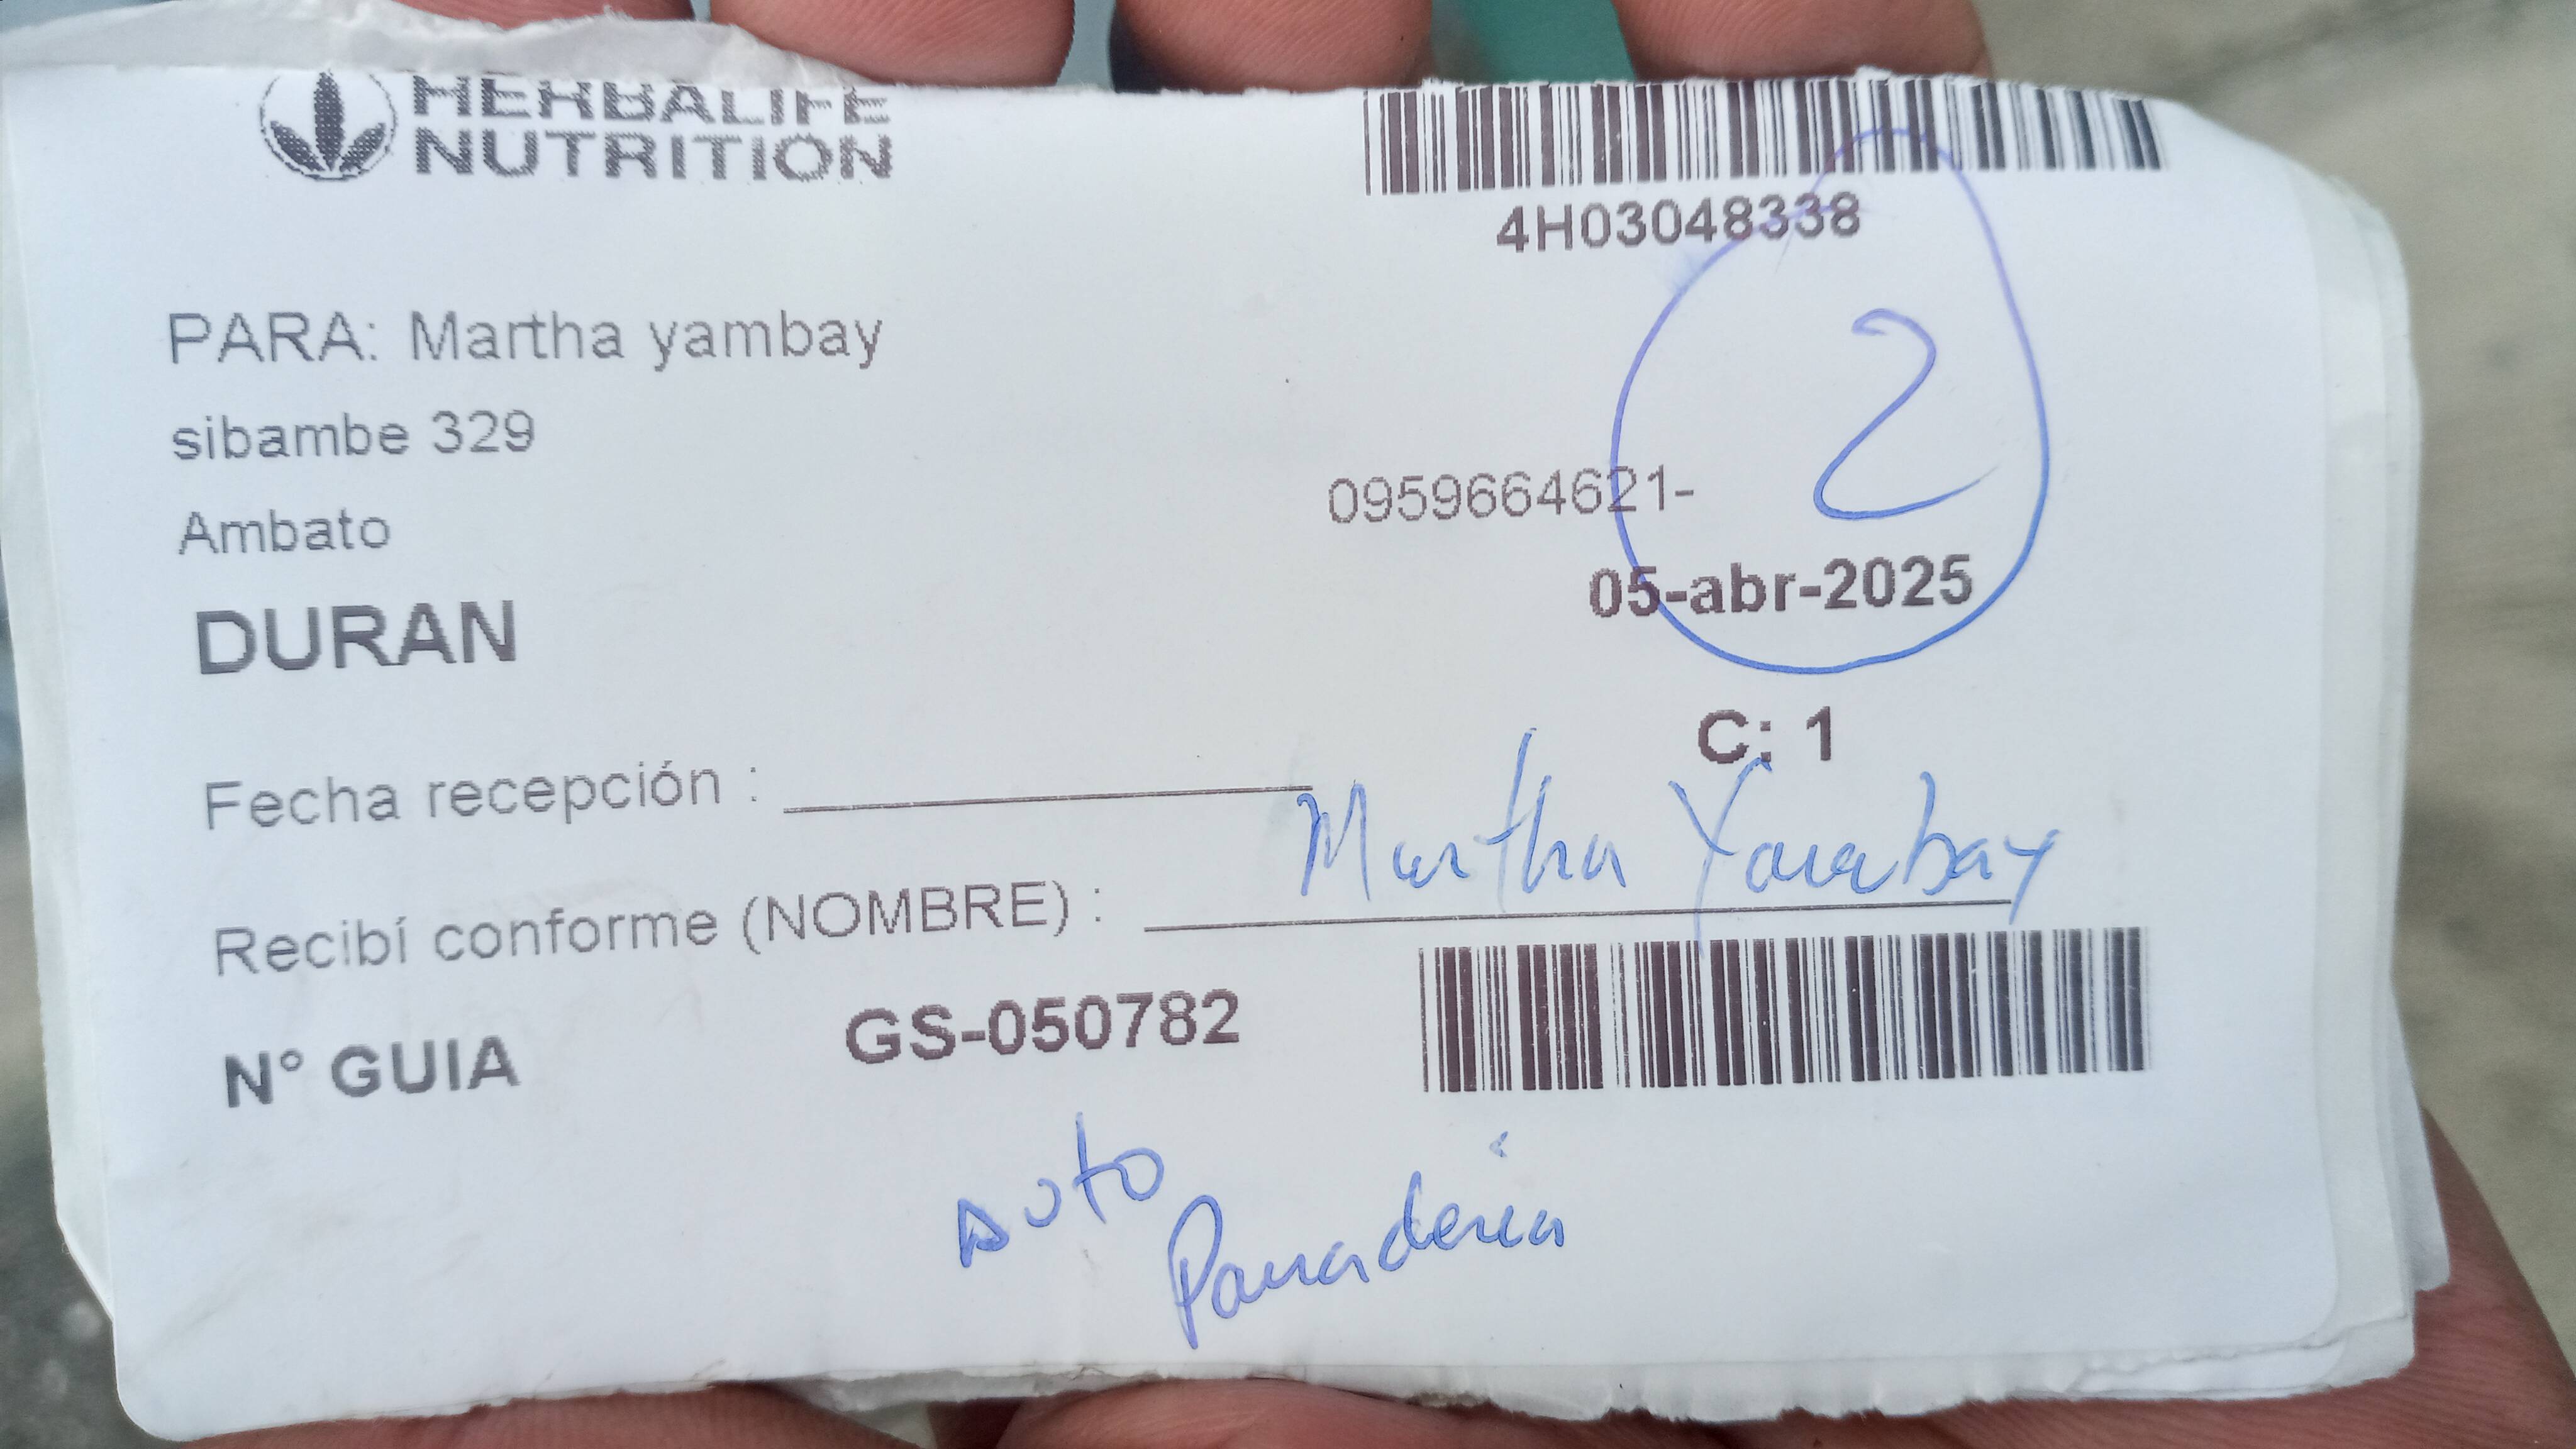 HERBALIFE
NUTRITION
4H03048338
PARA: Martha yambay
sibambe 329
2
0959664621-
Ambato
05-abr-2025
DURAN
C: 1
Fecha recepción :
Martha Yambay
Recibí conforme (NOMBRE) :
N° GUIA GS-050782
Auto
Panaderia